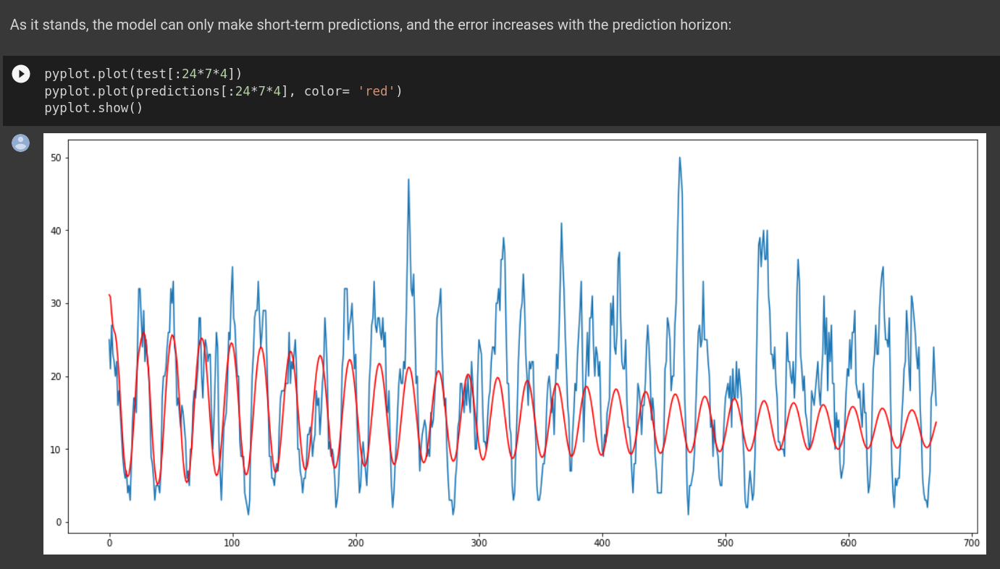 As it stands, the model can only make short-term predictions, and the error increases with the prediction horizon:
pyplot.plot(test[:24*7*4])
pyplot.plot(predictions[:24*7*4], color= 'red')
pyplot.show()
50
40
30
20
10
0
0 100 200 300 400 500 600 700